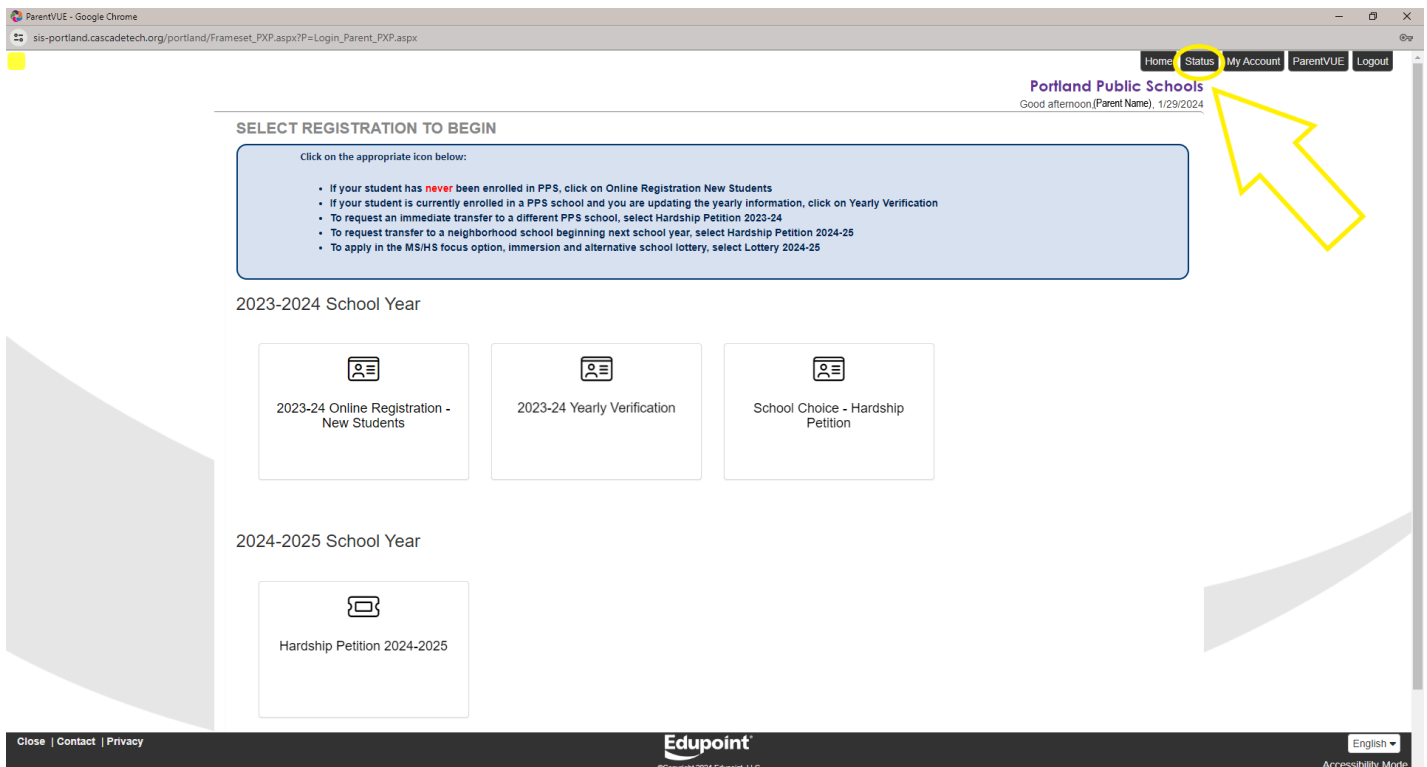 ParentVUE - Google Chrome
sis-portland.cascadetech.org/portland/Frameset_PXP.aspx?P=Login_Parent_PXP.aspx
Home Status My Account ParentVUE Logout
Portland Public Schools
Good afternoon,(Parent Name), 1/29/2024
SELECT REGISTRATION TO BEGIN
Click on the appropriate icon below:
• If your student has never been enrolled in PPS, click on Online Registration New Students
• If your student is currently enrolled in a PPS school and you are updating the yearly information, click on Yearly Verification
• To request an immediate transfer to a different PPS school, select Hardship Petition 2023-24
• To request transfer to a neighborhood school beginning next school year, select Hardship Petition 2024-25
• To apply in the MS/HS focus option, immersion and alternative school lottery, select Lottery 2024-25
2023-2024 School Year
2023-24 Online Registration -
New Students
2023-24 Yearly Verification
School Choice - Hardship
Petition
2024-2025 School Year
Hardship Petition 2024-2025
Close | Contact | Privacy
Edupoint
English
©Copyright 2024 Edupoint, LLC
Accessibility Mode